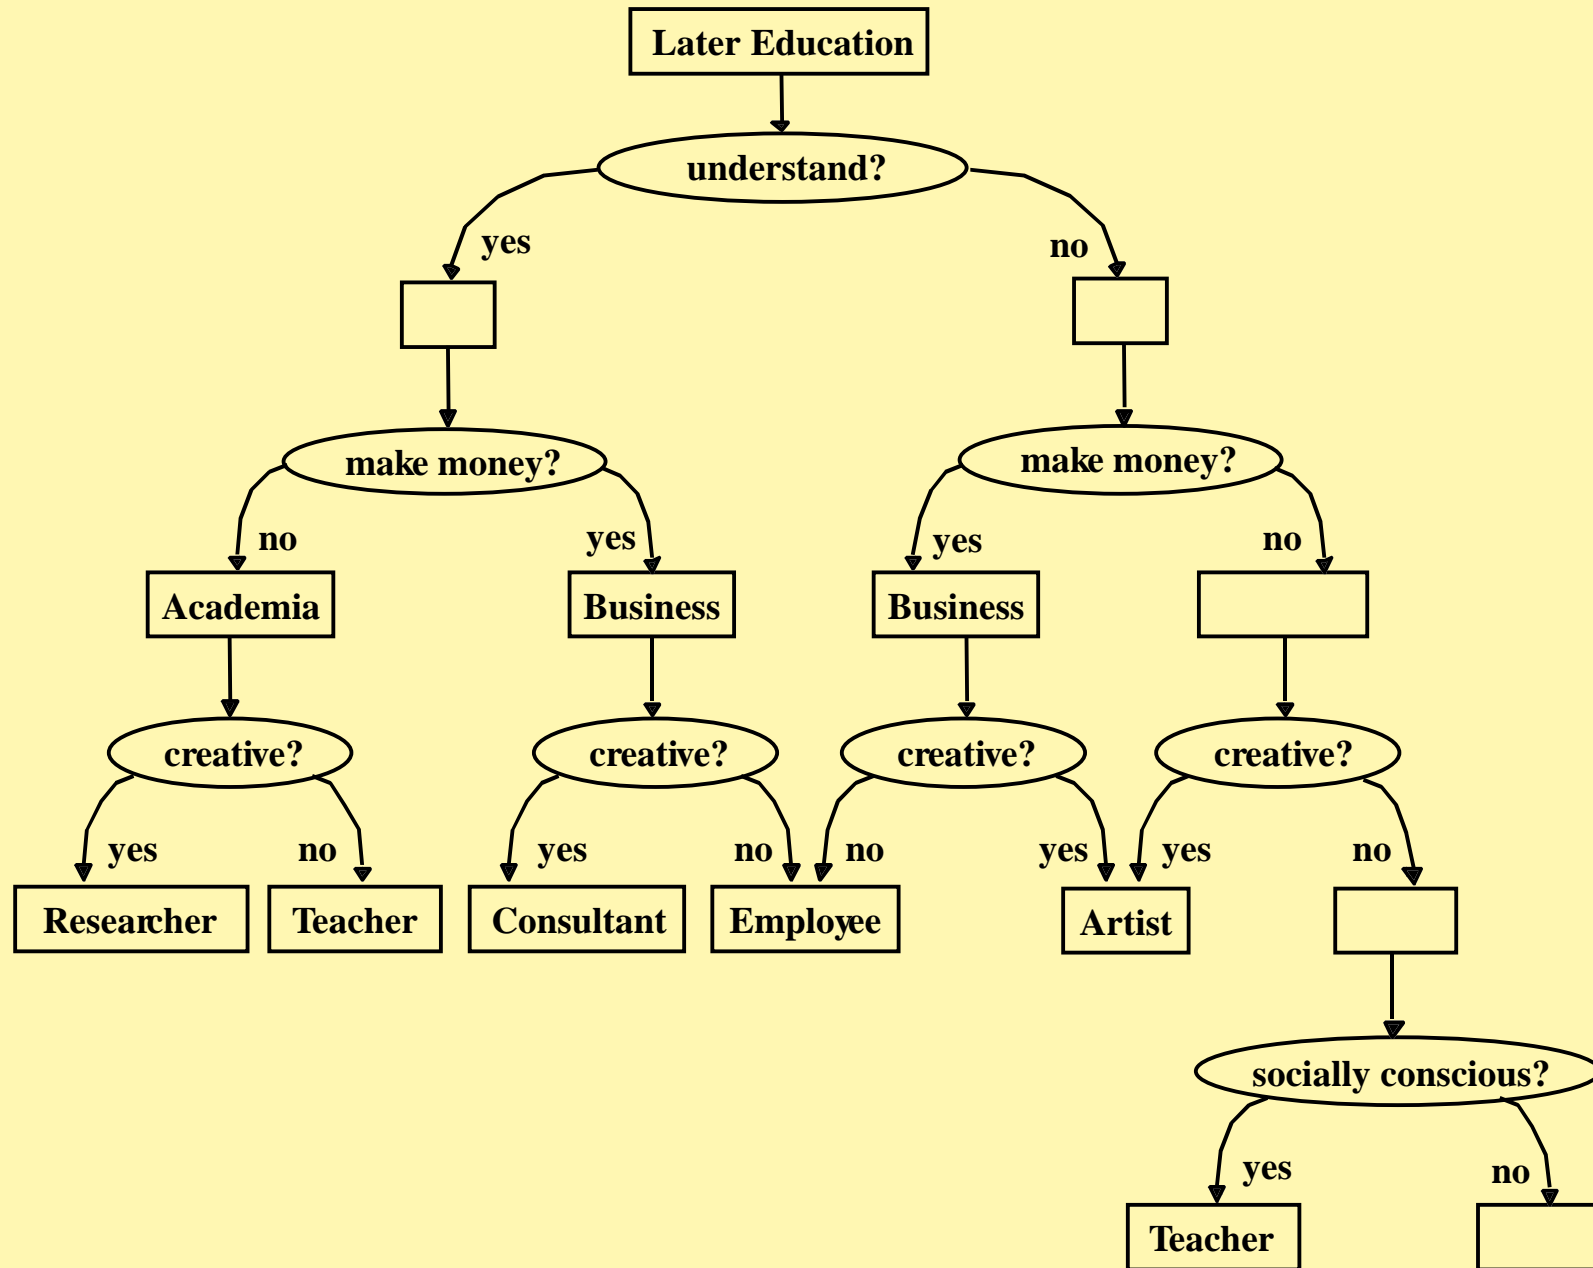 Later Education
understand?
yes
no
make money?
make money?
no
yes
yes
no
Academia
Business
Business
creative?
creative?
creative?
creative?
yes
no
yes
no
no
yes
yes
no
Researcher
Teacher
Consultant
Employee
Artist
socially conscious?
yes
no
Teacher